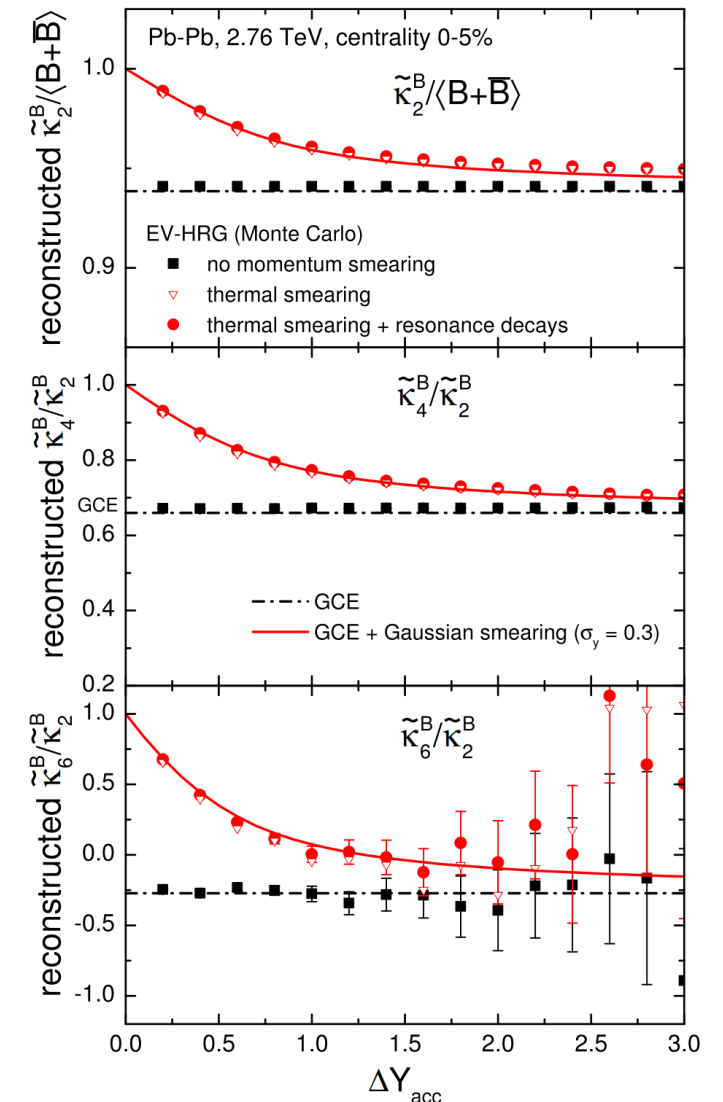 Pb-Pb, 2.76 TeV, centrality 0-5%
reconstructed κ̃₂ᴮ/⟨B+B̅⟩
κ̃₂ᴮ/⟨B+B̅⟩
1.0
0.9
EV-HRG (Monte Carlo)
no momentum smearing
thermal smearing
thermal smearing + resonance decays
reconstructed κ̃₄ᴮ/κ̃₂ᴮ
κ̃₄ᴮ/κ̃₂ᴮ
1.0
0.8
GCE
0.6
0.4
0.2
GCE
GCE + Gaussian smearing (σ_y = 0.3)
reconstructed κ̃₆ᴮ/κ̃₂ᴮ
κ̃₆ᴮ/κ̃₂ᴮ
1.0
0.5
0.0
-0.5
-1.0
0.0 0.5 1.0 1.5 2.0 2.5 3.0
ΔY_acc